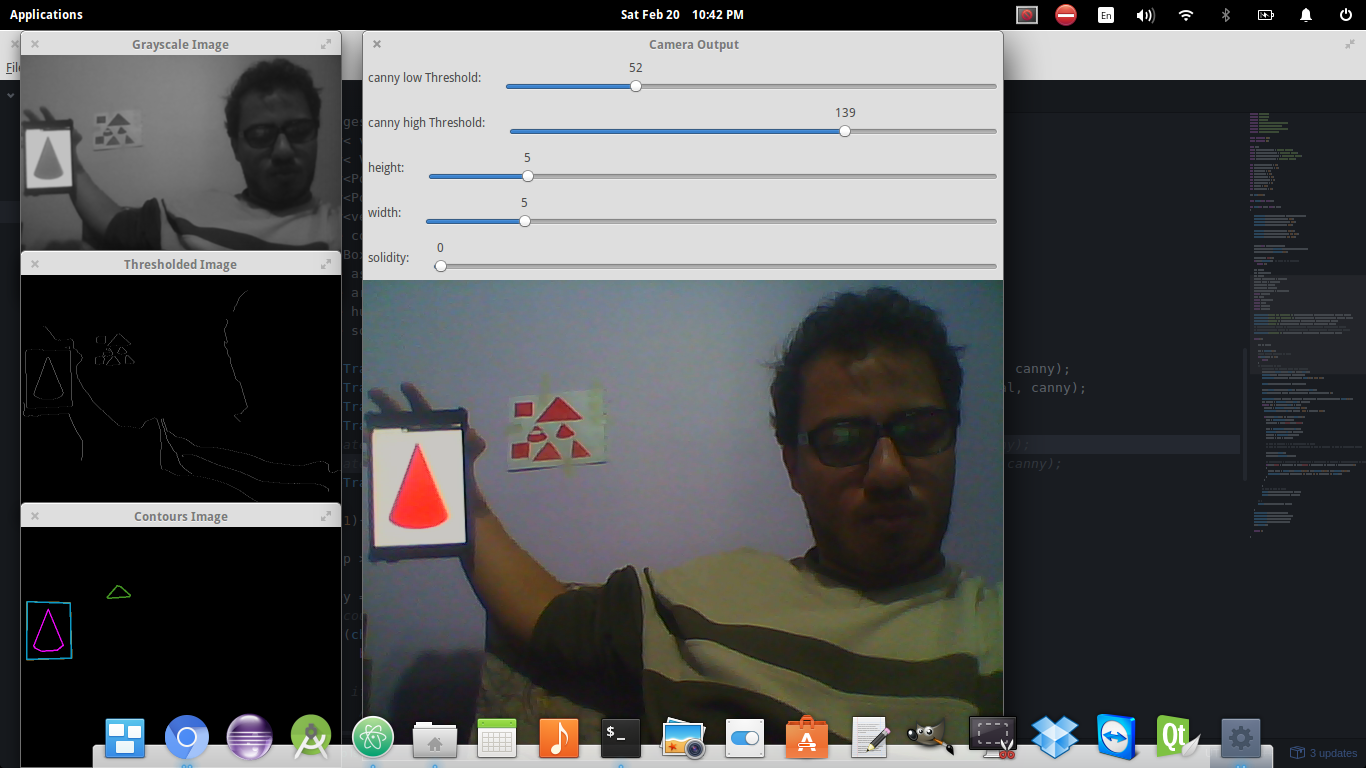 Applications
Sat Feb 20 10:42 PM
En
Grayscale Image
Camera Output
canny low Threshold:
52
canny high Threshold:
139
height:
5
width:
5
solidity:
0
Thresholded Image
Contours Image
canny);
canny);
canny);
$_
Qt
3 updates